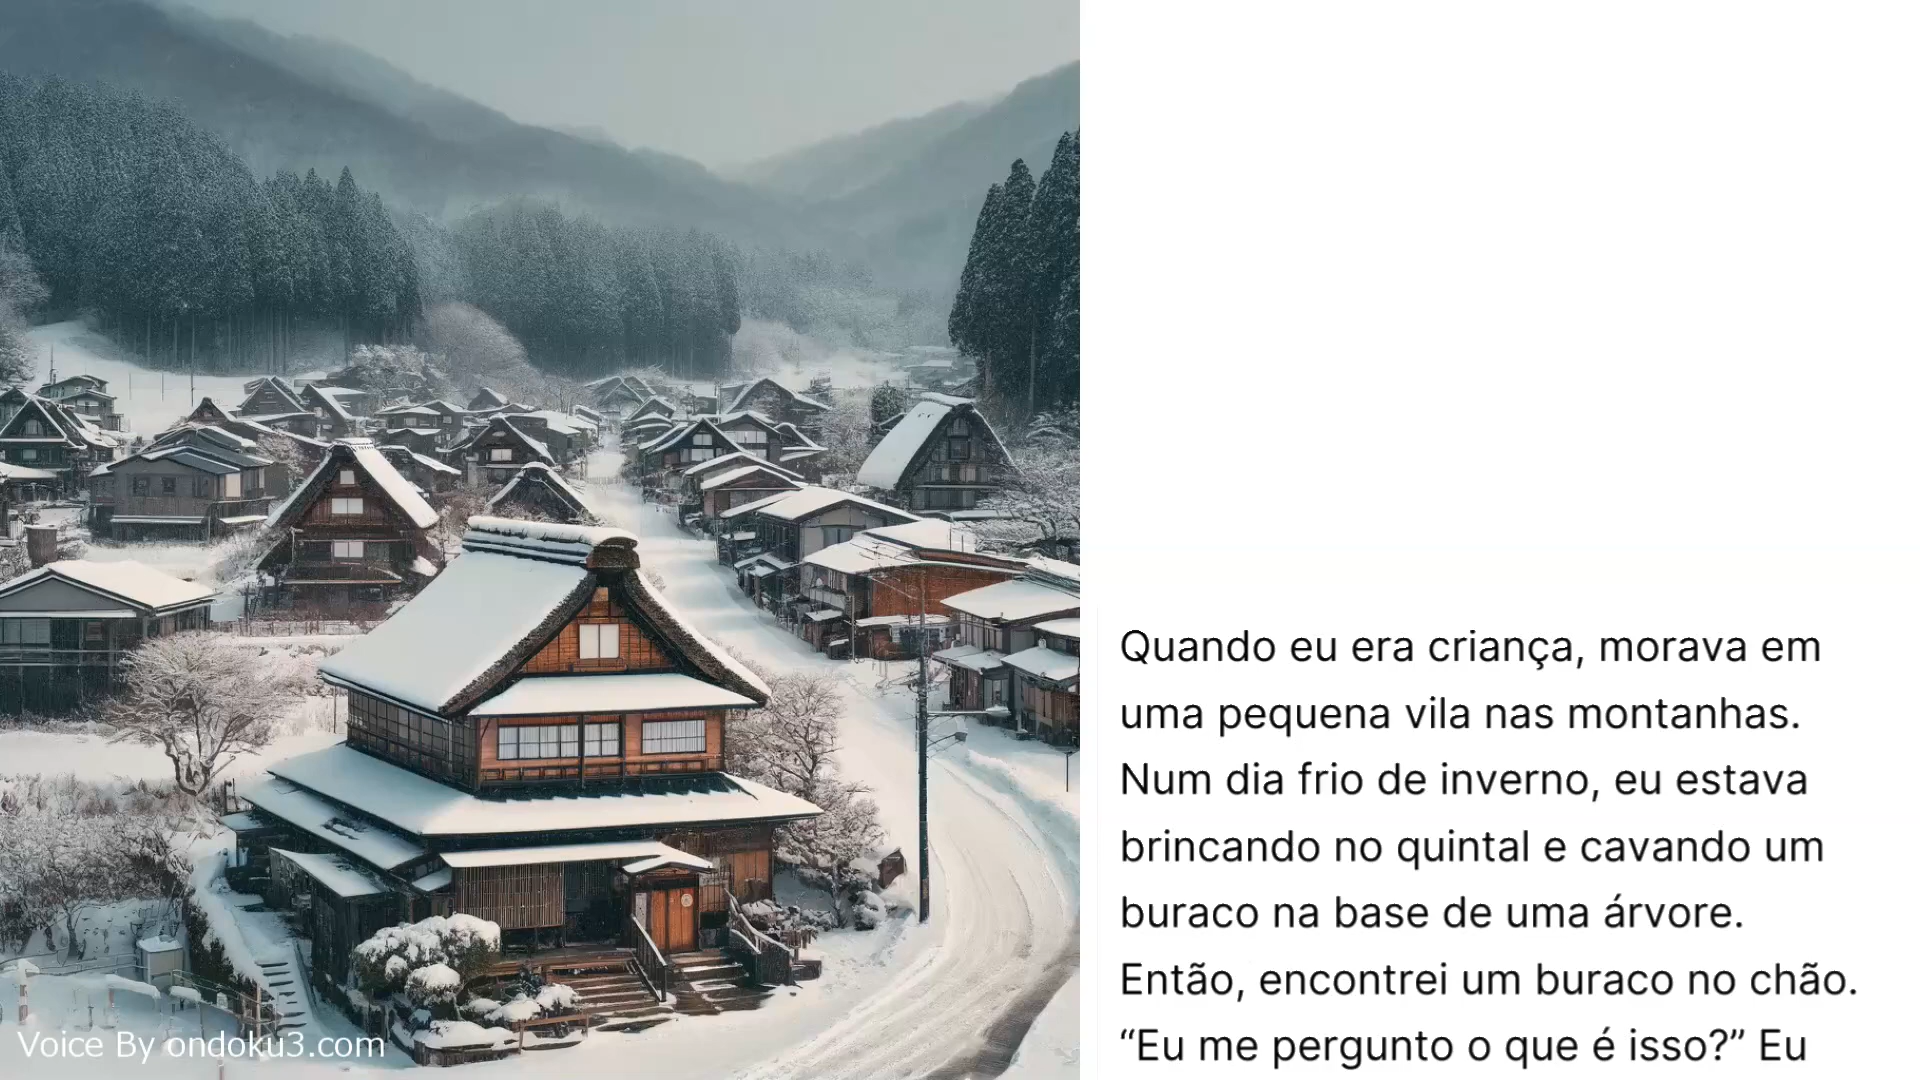 Quando eu era criança, morava em
uma pequena vila nas montanhas.
Num dia frio de inverno, eu estava
brincando no quintal e cavando um
buraco na base de uma árvore.
Então, encontrei um buraco no chão.
“Eu me pergunto o que é isso?” Eu
Voice By ondoku3.com